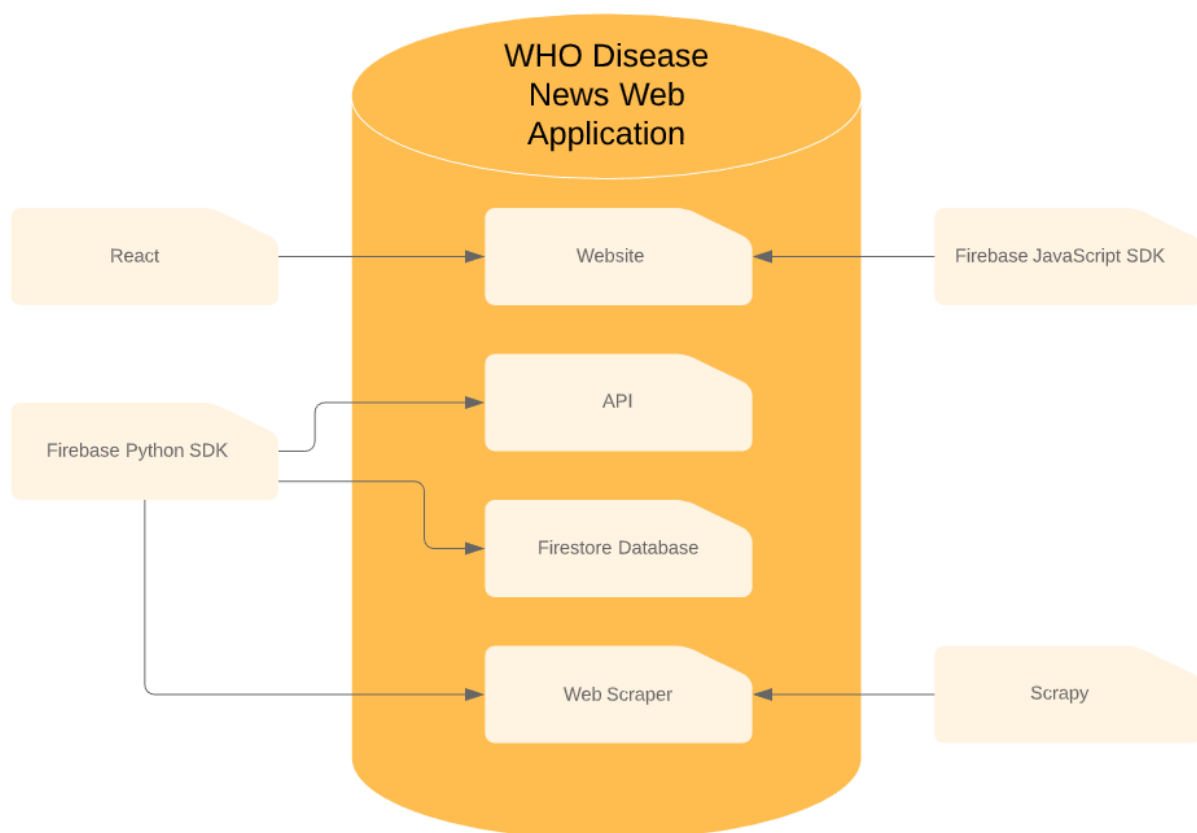 WHO Disease
News Web
Application
React
Website
Firebase JavaScript SDK
API
Firebase Python SDK
Firestore Database
Web Scraper
Scrapy